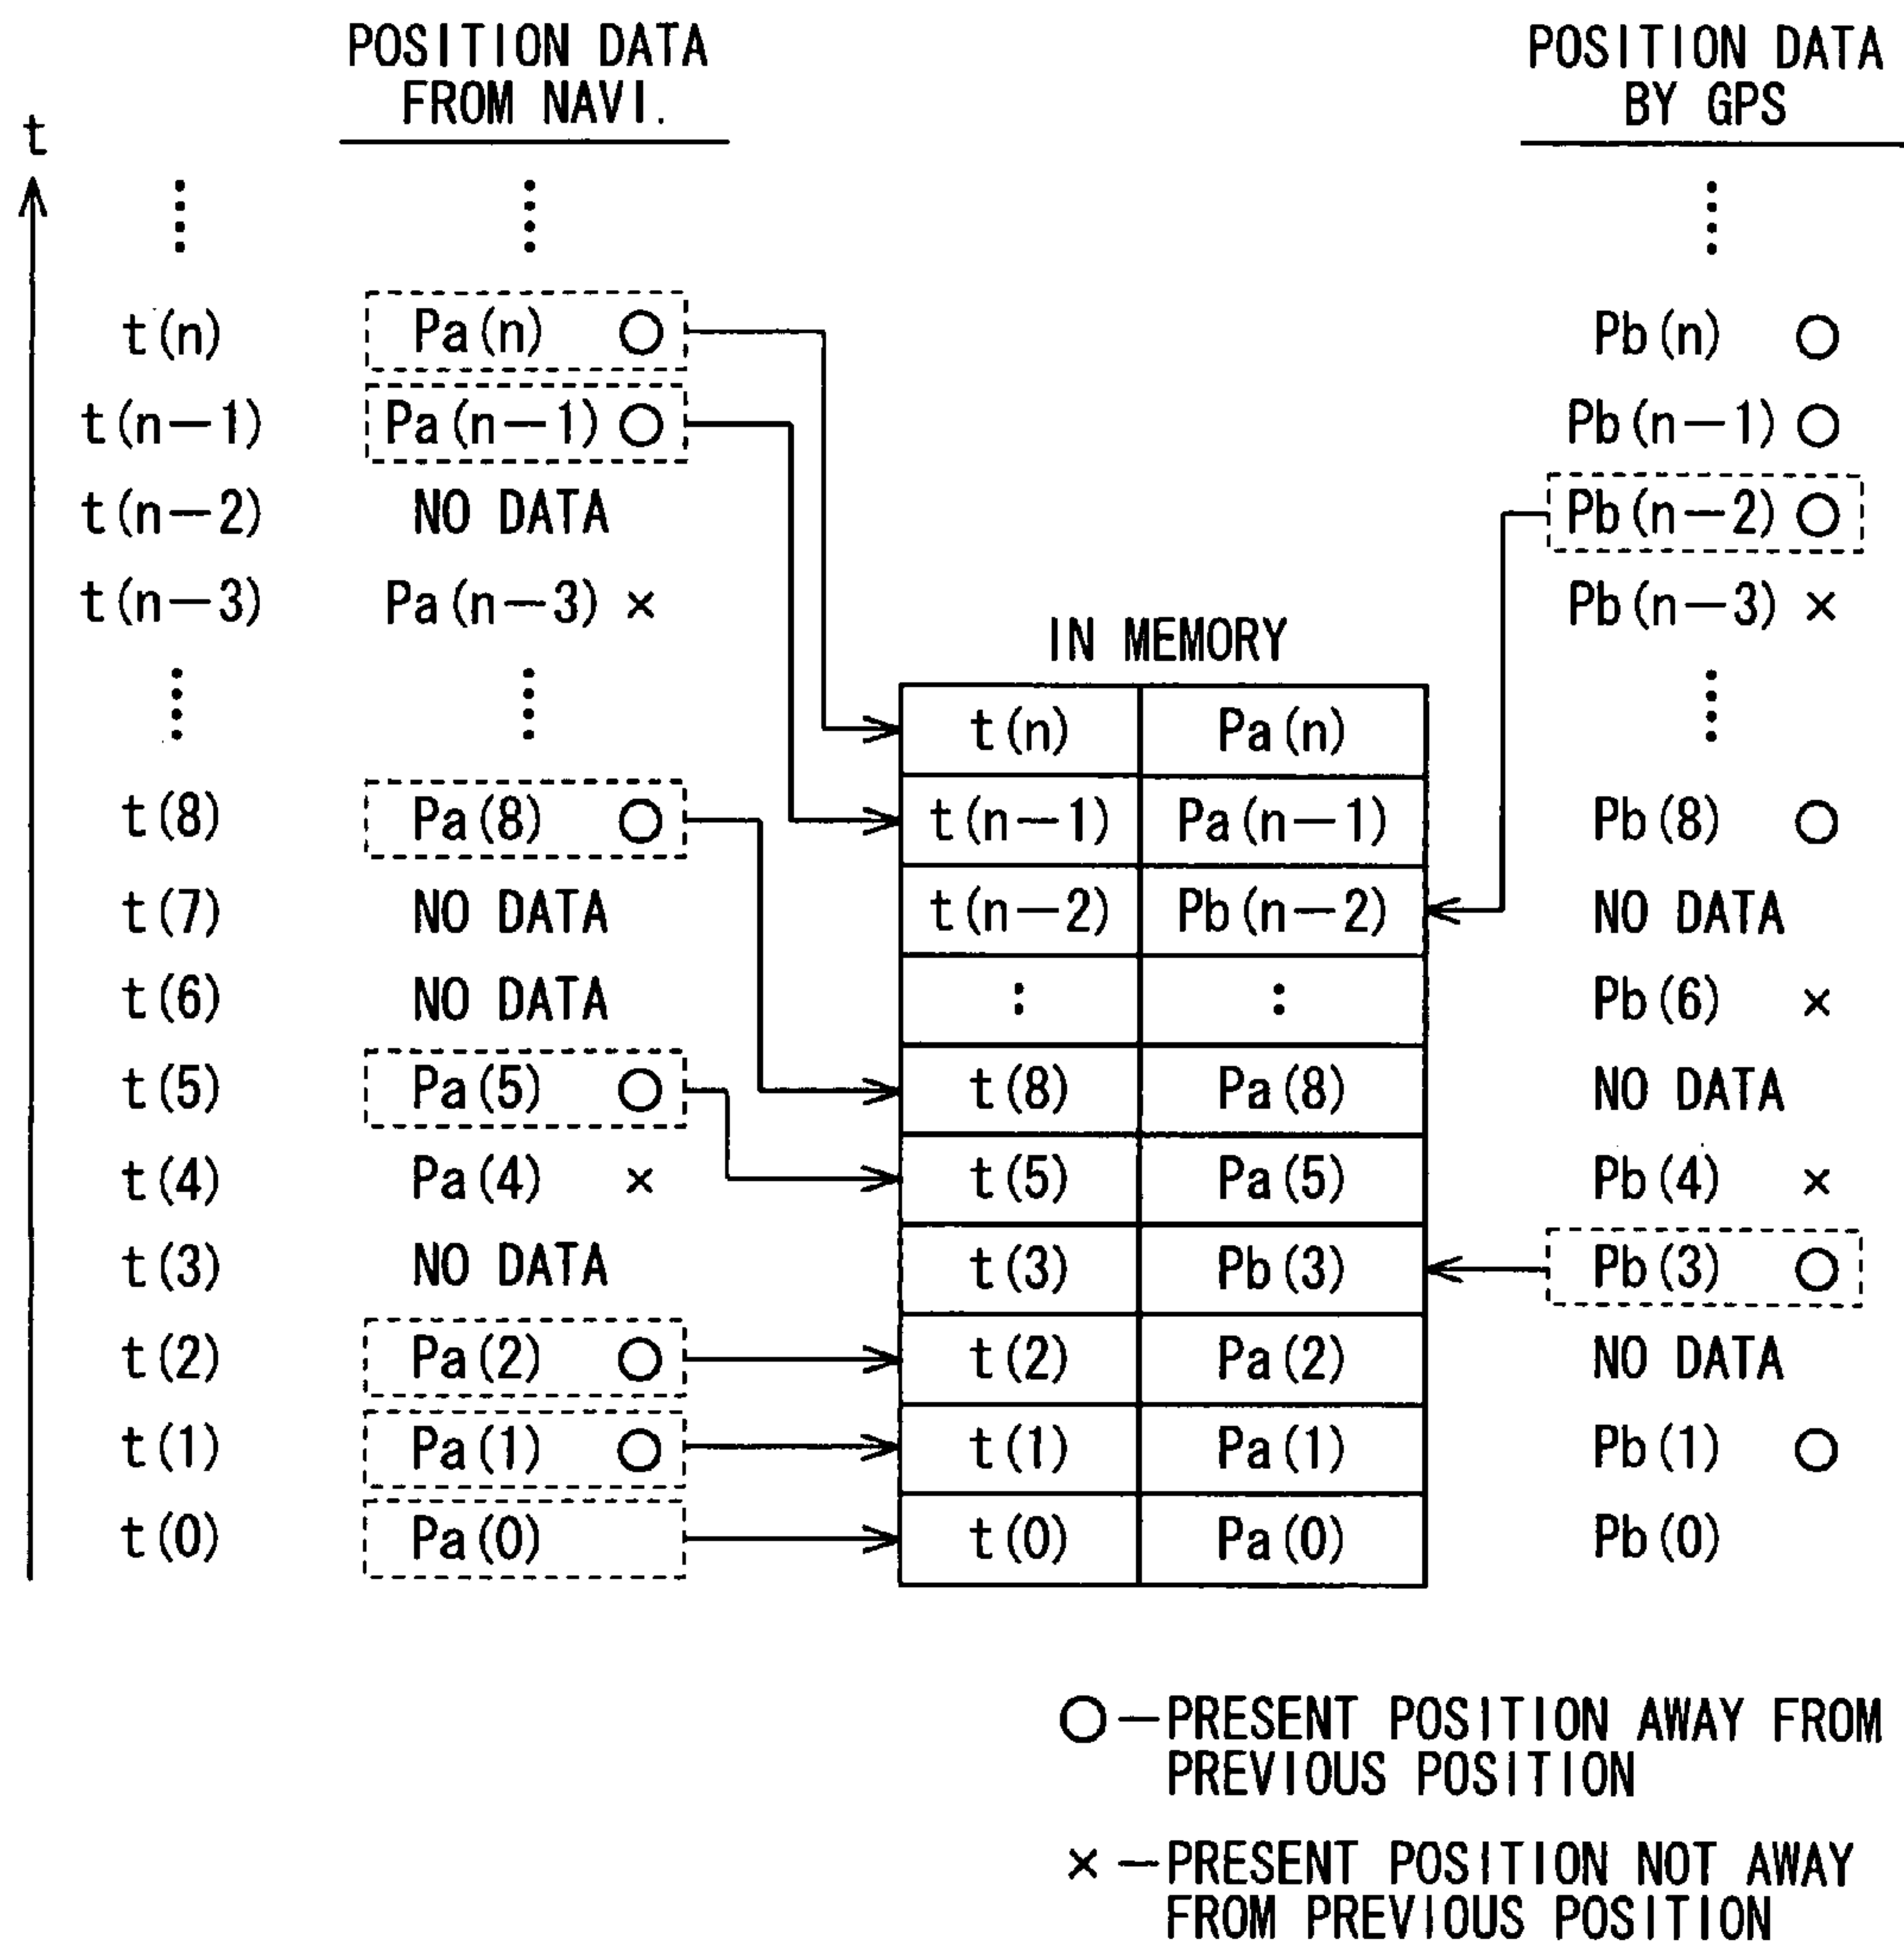 POSITION DATA
FROM NAVI.
POSITION DATA
BY GPS
t
t(n) Pa(n) ○ Pb(n) ○
t(n-1) Pa(n-1) ○ Pb(n-1) ○
t(n-2) NO DATA Pb(n-2) ○
t(n-3) Pa(n-3) × Pb(n-3) ×
IN MEMORY
t(n) Pa(n)
t(8) Pa(8) ○ t(n-1) Pa(n-1) Pb(8) ○
t(7) NO DATA t(n-2) Pb(n-2) NO DATA
t(6) NO DATA : : Pb(6) ×
t(5) Pa(5) ○ t(8) Pa(8) NO DATA
t(4) Pa(4) × t(5) Pa(5) Pb(4) ×
t(3) NO DATA t(3) Pb(3) Pb(3) ○
t(2) Pa(2) ○ t(2) Pa(2) NO DATA
t(1) Pa(1) ○ t(1) Pa(1) Pb(1) ○
t(0) Pa(0) t(0) Pa(0) Pb(0)
○-PRESENT POSITION AWAY FROM
PREVIOUS POSITION
×-PRESENT POSITION NOT AWAY
FROM PREVIOUS POSITION